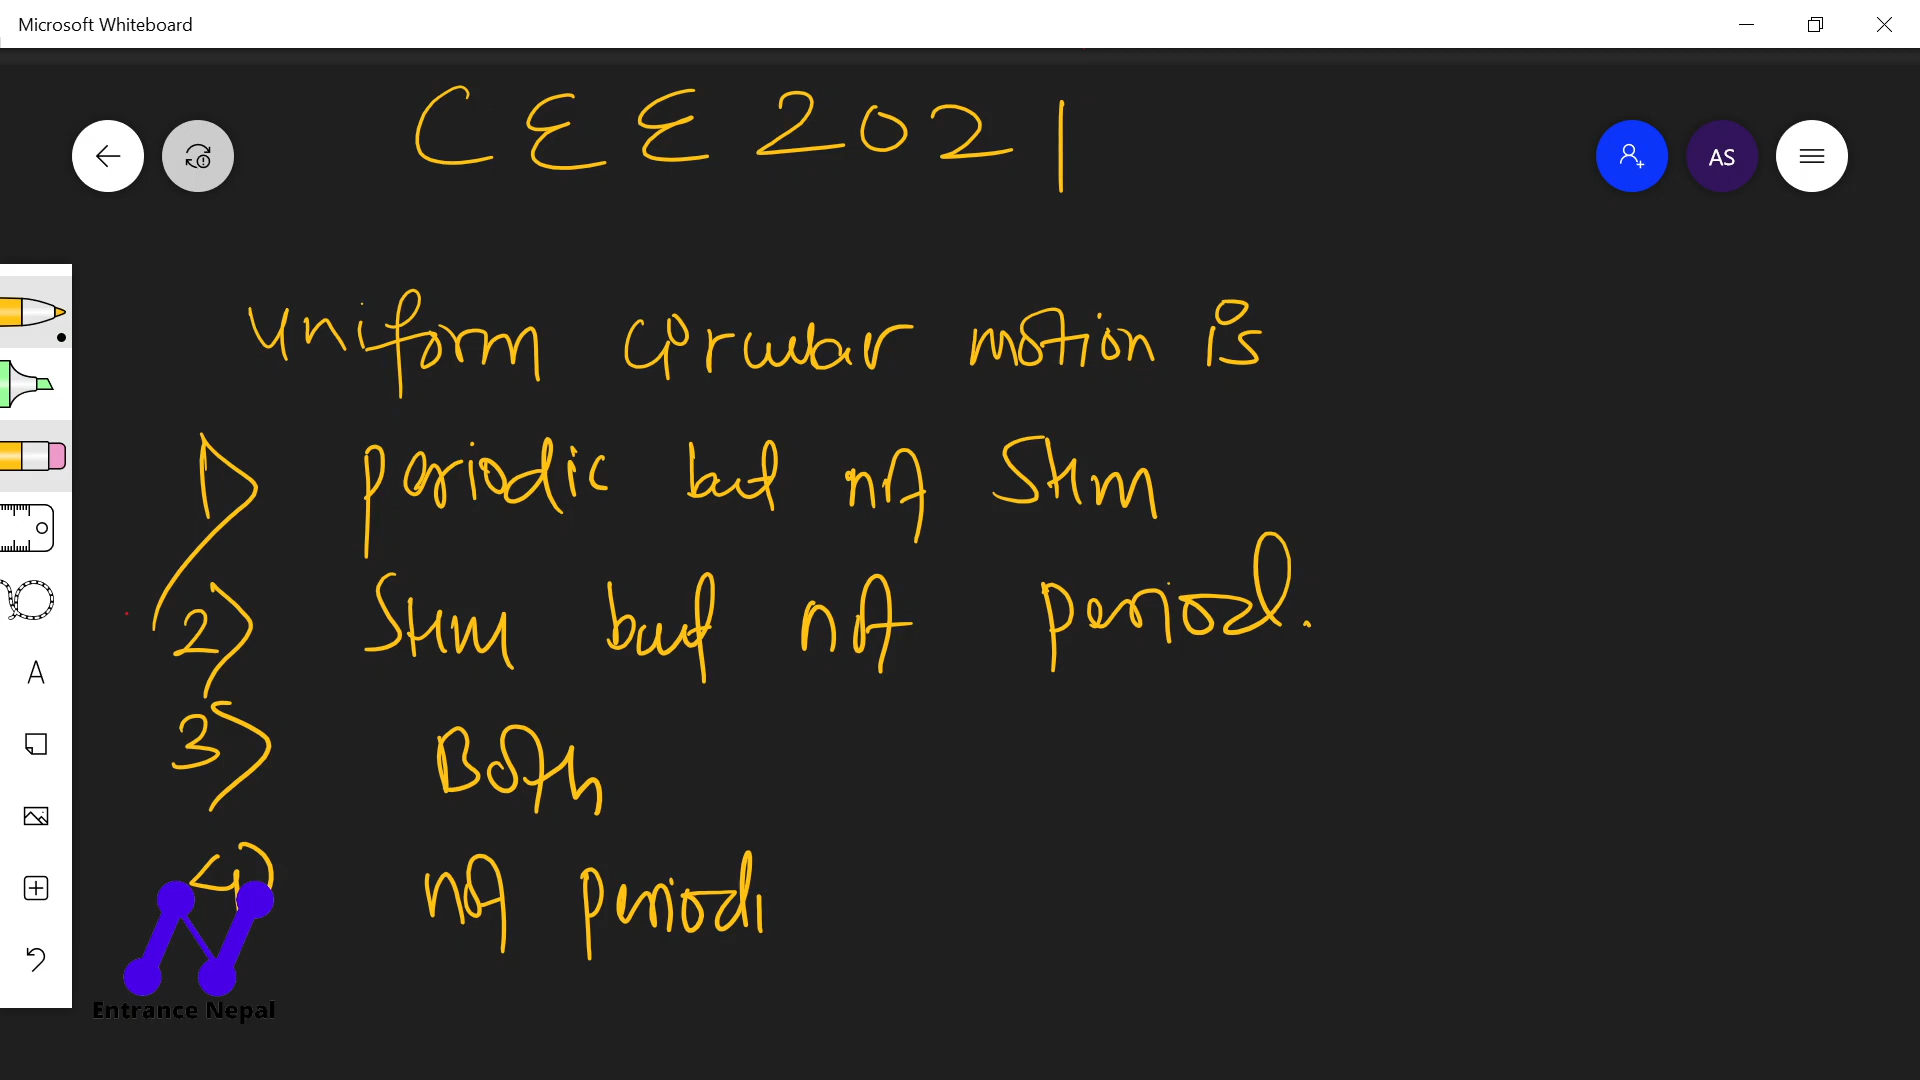 Microsoft Whiteboard
CEE 2021
AS
uniform circular motion is
1) periodic but not SHM
2) SHM but not period.
3) Both
4) not periodi
A
Entrance Nepal